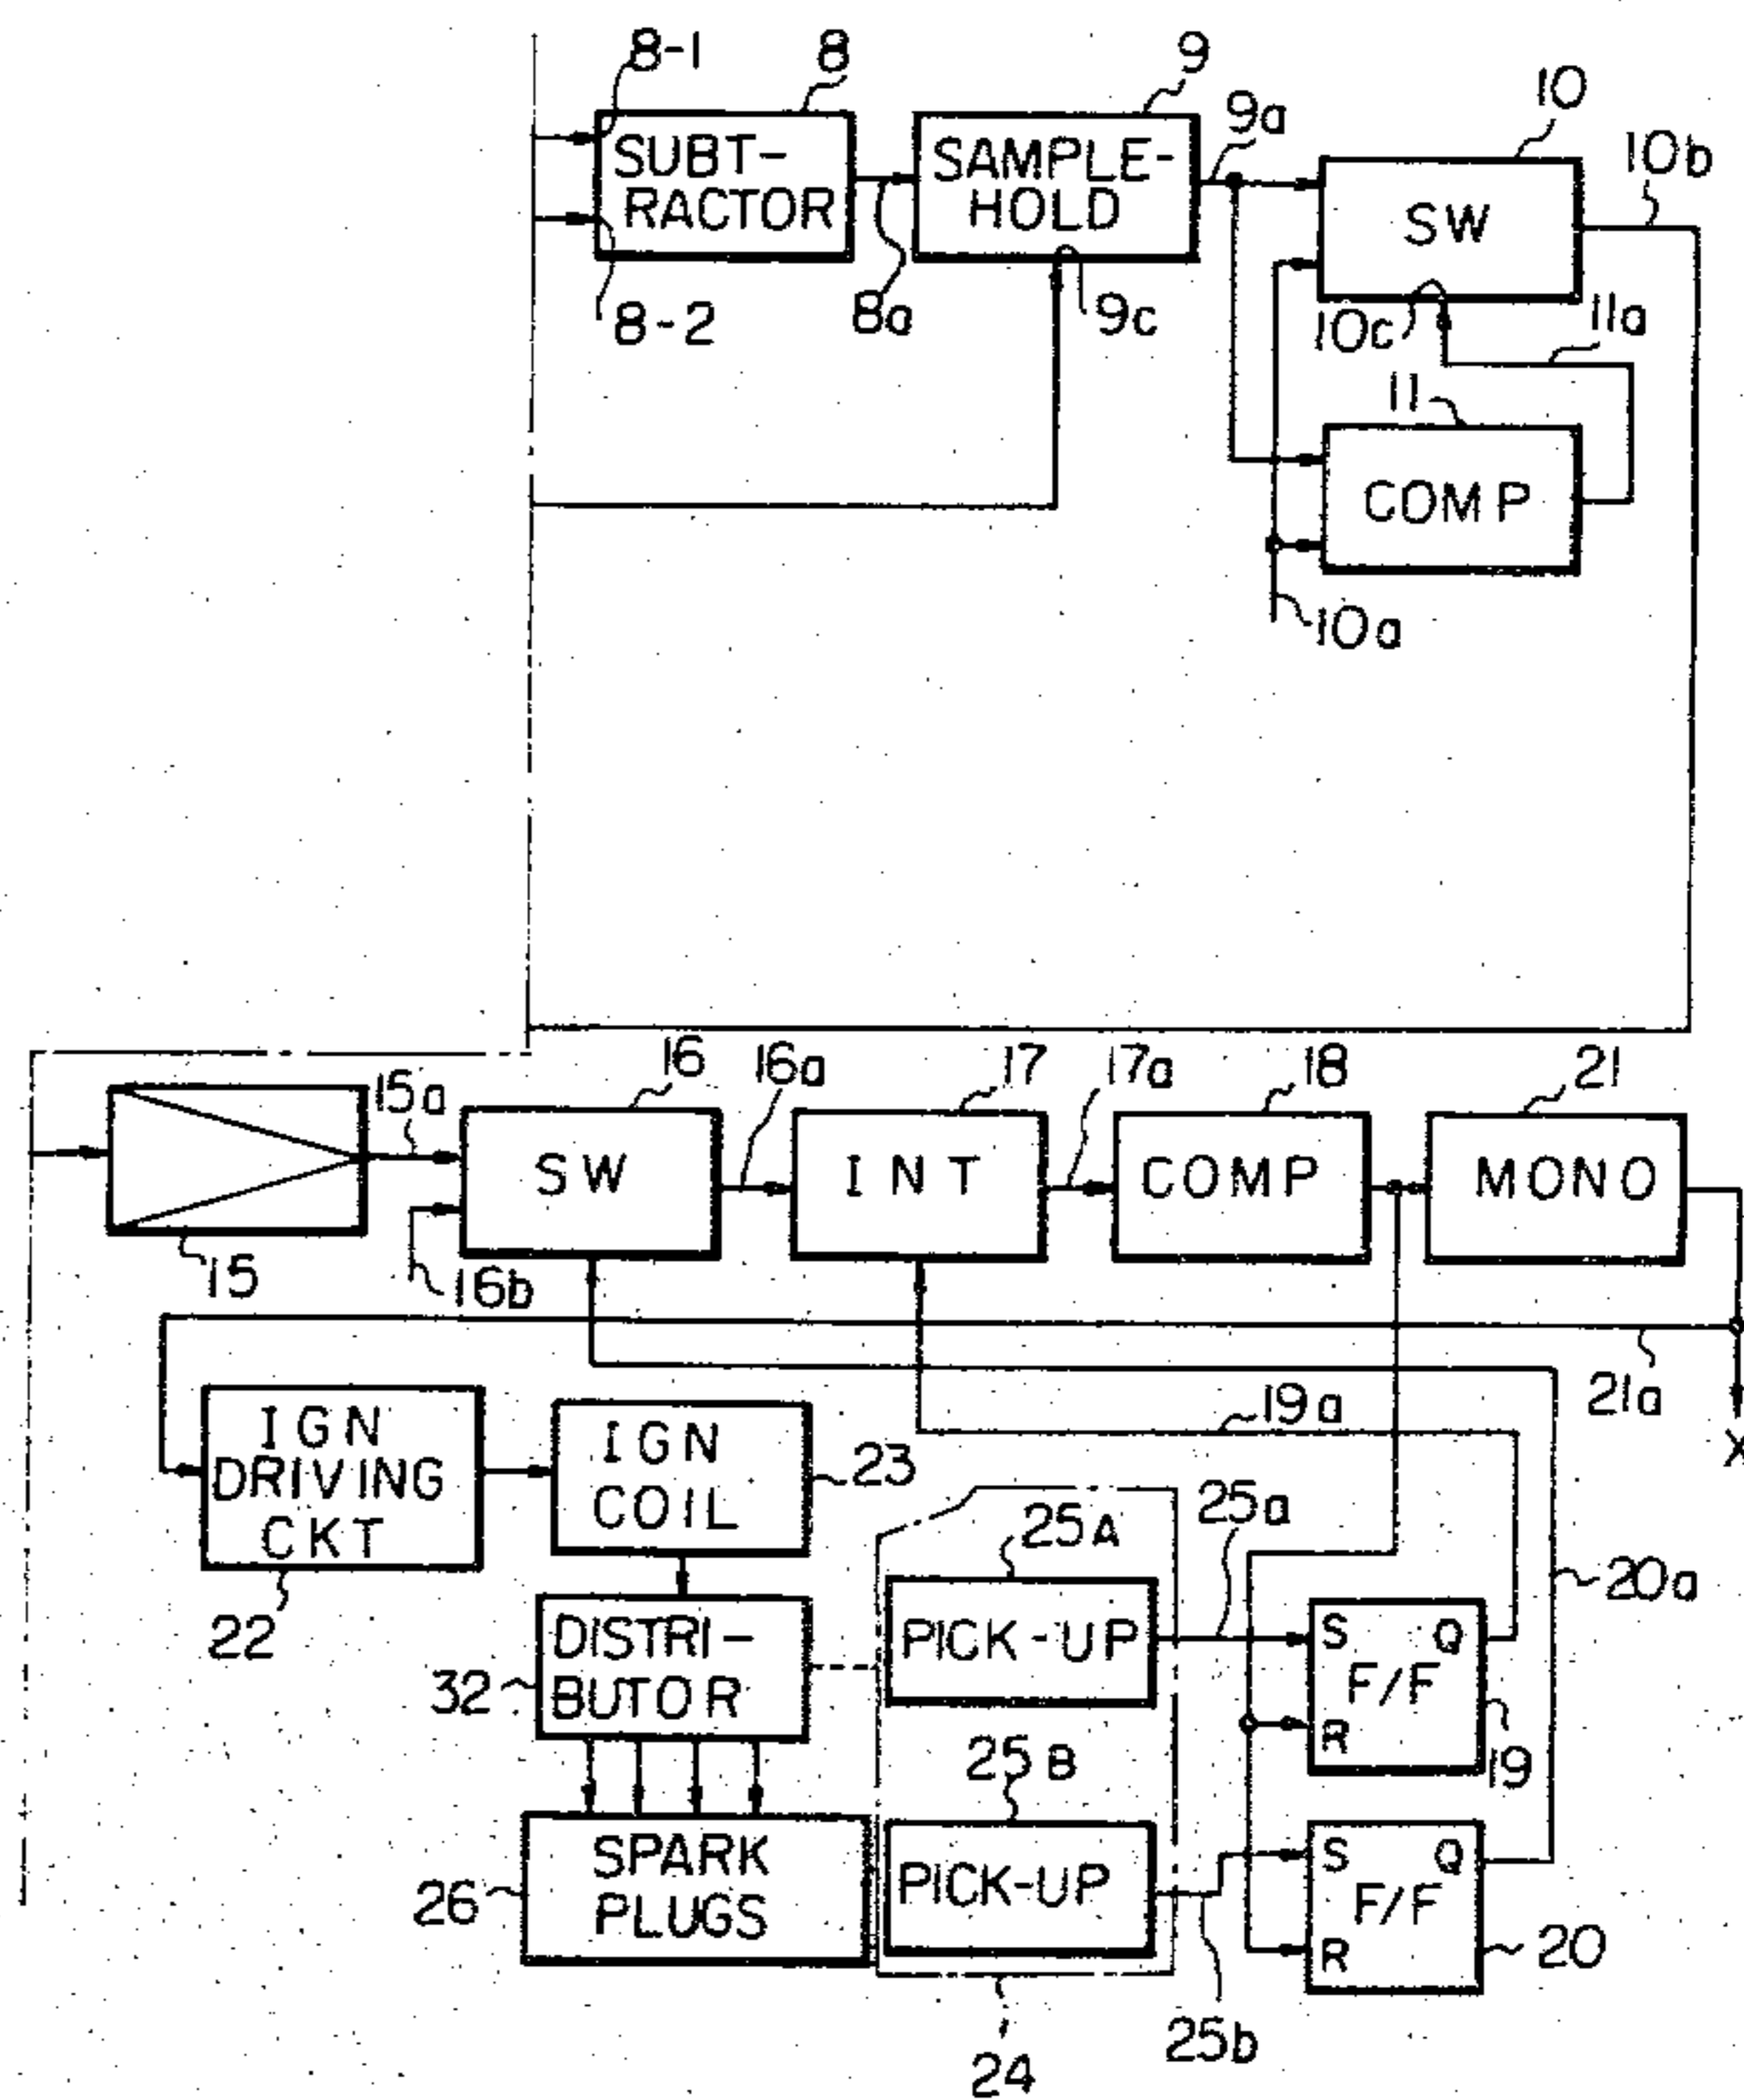 8-1
8
9
9a
10
10b
SUBT-
RACTOR
SAMPLE-
HOLD
SW
8-2
8a
9c
10c
11a
11
COMP
10a
15a
16
16a
17
17a
18
21
SW
INT
COMP
MONO
15
16b
21a
19a
X
IGN
DRIVING
CKT
IGN
COIL
23
22
25A
25a
20a
PICK-UP
S Q
F/F
R
19
32
DISTRI-
BUTOR
25B
PICK-UP
S Q
F/F
R
20
26
SPARK
PLUGS
25b
24